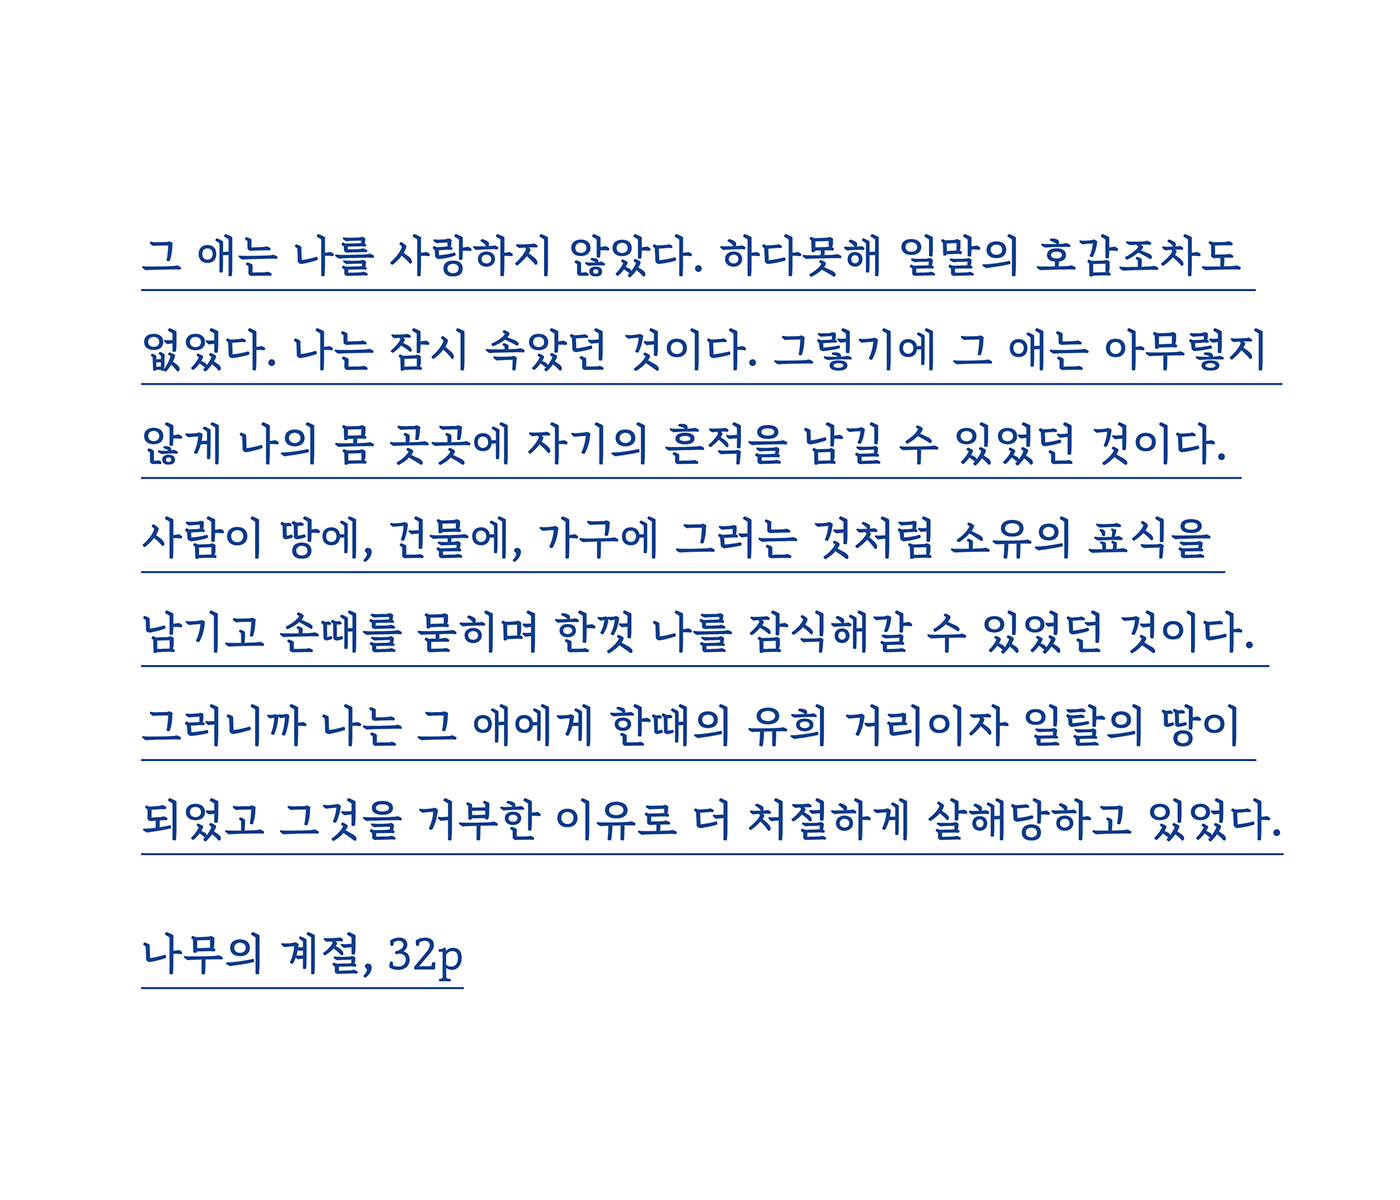 그 애는 나를 사랑하지 않았다. 하다못해 일말의 호감조차도
없었다. 나는 잠시 속았던 것이다. 그렇기에 그 애는 아무렇지
않게 나의 몸 곳곳에 자기의 흔적을 남길 수 있었던 것이다.
사람이 땅에, 건물에, 가구에 그러는 것처럼 소유의 표식을
남기고 손때를 묻히며 한껏 나를 잠식해갈 수 있었던 것이다.
그러니까 나는 그 애에게 한때의 유희 거리이자 일탈의 땅이
되었고 그것을 거부한 이유로 더 처절하게 살해당하고 있었다.
나무의 계절, 32p